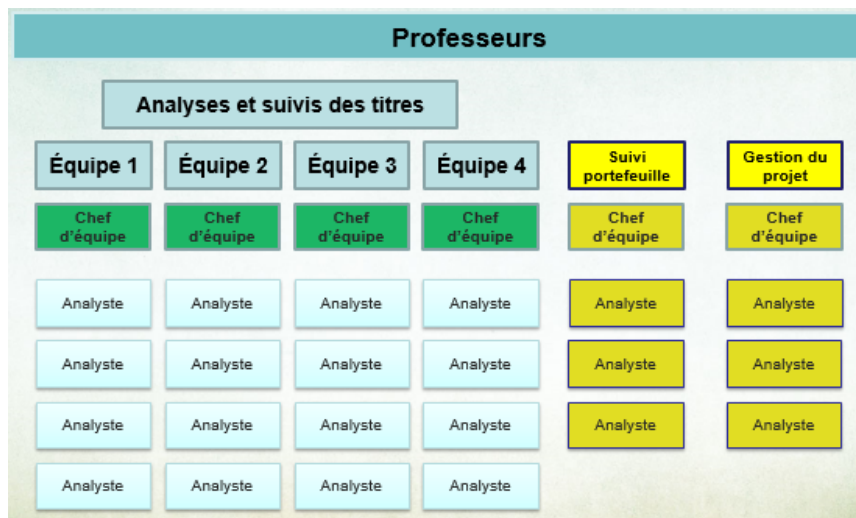 Professeurs
Analyses et suivis des titres
Équipe 1 Équipe 2 Équipe 3 Équipe 4 Suivi Gestion du
portefeuille projet
Chef Chef Chef Chef Chef Chef
d'équipe d'équipe d'équipe d'équipe d'équipe d'équipe
Analyste Analyste Analyste Analyste Analyste Analyste
Analyste Analyste Analyste Analyste Analyste Analyste
Analyste Analyste Analyste Analyste Analyste Analyste
Analyste Analyste Analyste Analyste